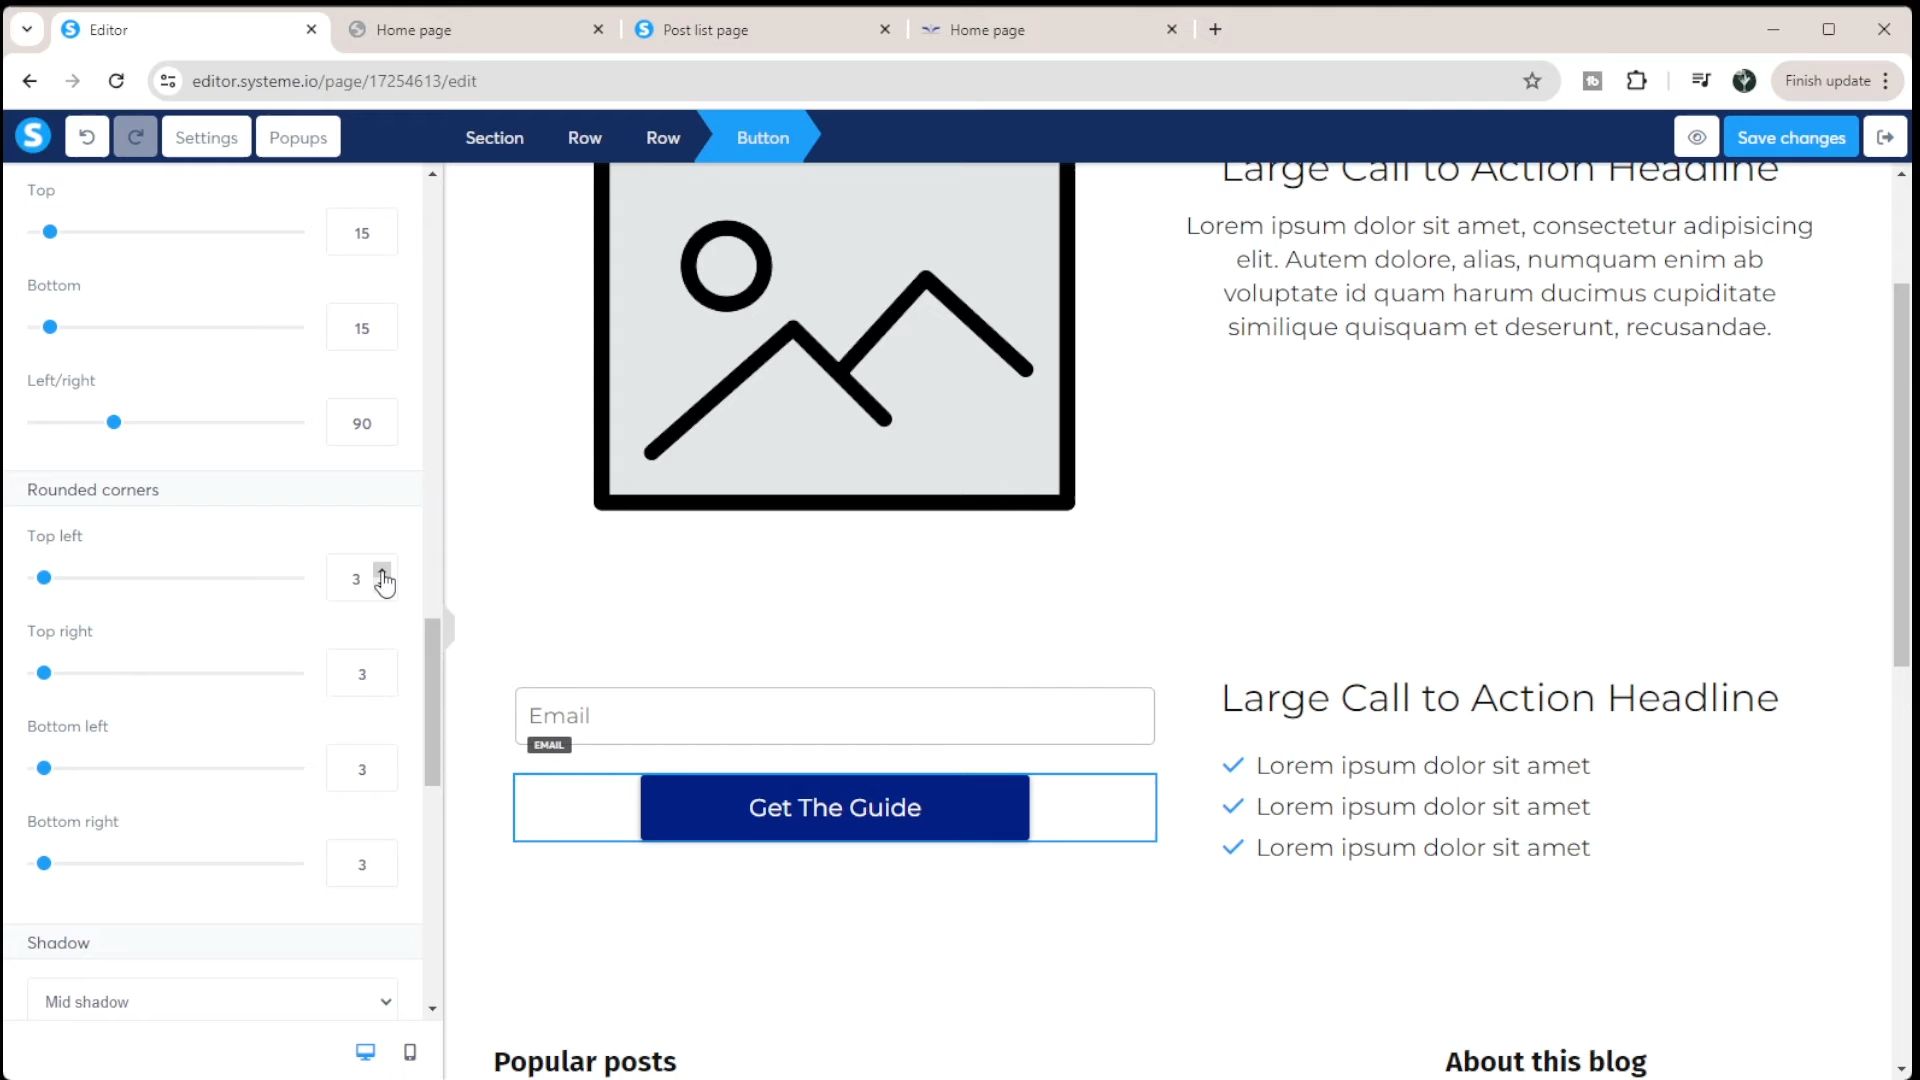 Editor
Home page
Post list page
Home page
editor.systeme.io/page/17254613/edit
Finish update
Settings
Popups
Section
Row
Row
Button
Save changes
Top
15
Bottom
15
Left/right
90
Rounded corners
Top left
3
Top right
3
Bottom left
3
Bottom right
3
Shadow
Mid shadow
Large Call to Action Headline
Lorem ipsum dolor sit amet, consectetur adipisicing
elit. Autem dolore, alias, numquam enim ab
voluptate id quam harum ducimus cupiditate
similique quisquam et deserunt, recusandae.
Email
EMAIL
Get The Guide
Large Call to Action Headline
Lorem ipsum dolor sit amet
Lorem ipsum dolor sit amet
Lorem ipsum dolor sit amet
Popular posts
About this blog